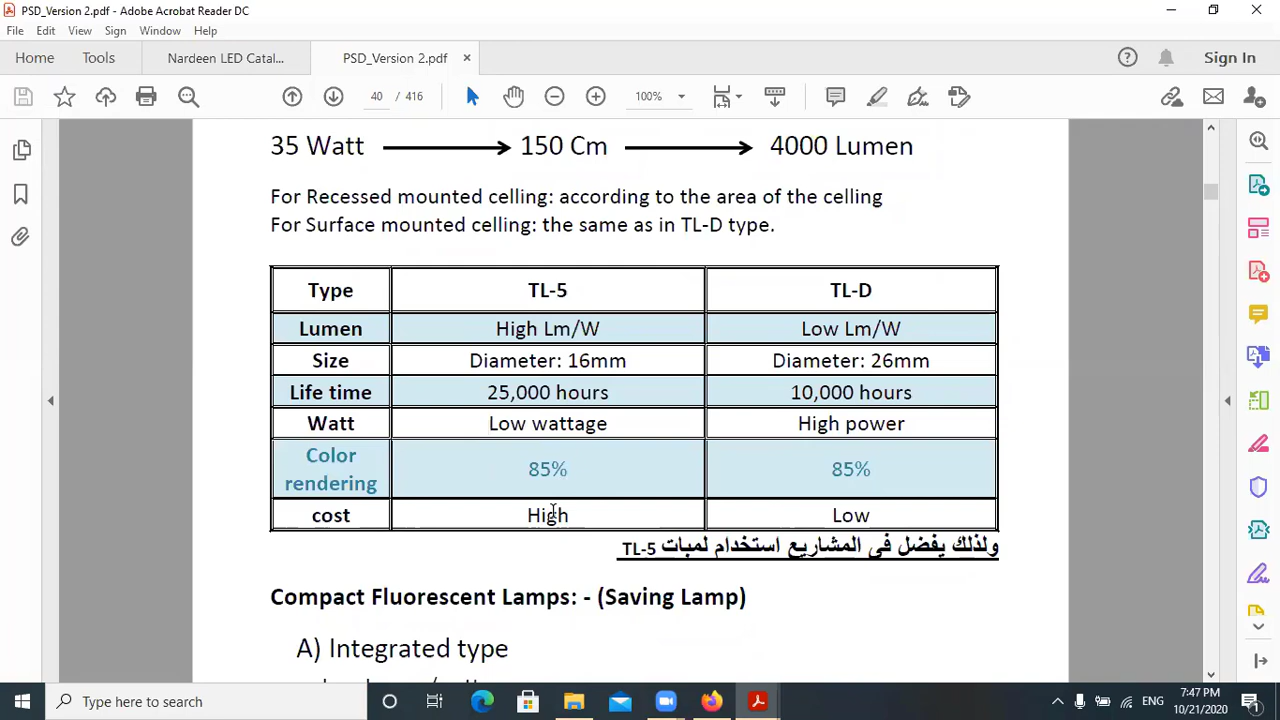 PSD_Version 2.pdf - Adobe Acrobat Reader DC
File Edit View Sign Window Help
Home Tools Nardeen LED Catal... PSD_Version 2.pdf × Sign In
40 / 416 100%
35 Watt 150 Cm 4000 Lumen
For Recessed mounted celling: according to the area of the celling
For Surface mounted celling: the same as in TL-D type.
Type TL-5 TL-D
Lumen High Lm/W Low Lm/W
Size Diameter: 16mm Diameter: 26mm
Life time 25,000 hours 10,000 hours
Watt Low wattage High power
Color rendering 85% 85%
cost High Low
ولذلك يفضل فى المشاريع استخدام لمبات TL-5
Compact Fluorescent Lamps: - (Saving Lamp)
A) Integrated type
Type here to search ENG 7:47 PM
10/21/2020